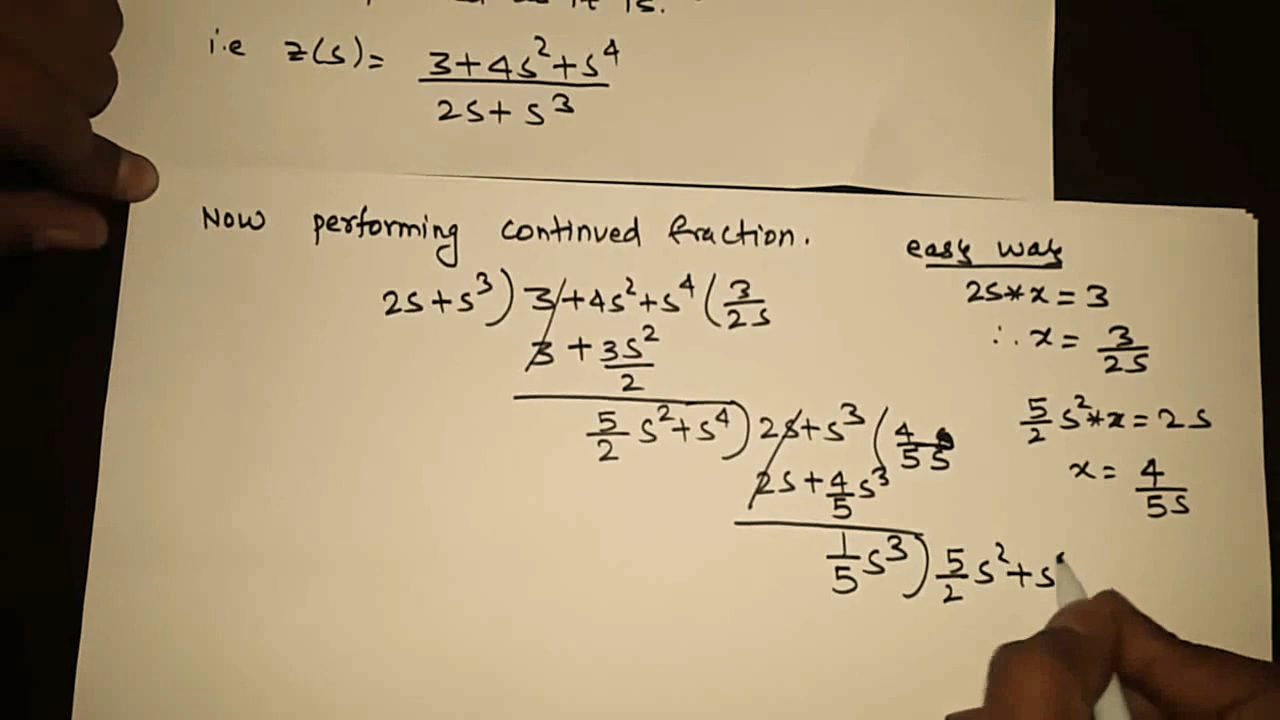 it is.
i.e z(s) = 3+4s²+s⁴ / 2s+s³
Now performing continued fraction.
easy way
2s+s³ ) 3+4s²+s⁴ ( 3/2s
2s*x = 3
3 + 3s²/2
∴ x = 3/2s
5/2 s²+s⁴ ) 2s+s³ ( 4/5s
5/2 s²*x = 2s
2s+4/5 s³
x = 4/5s
1/5 s³ ) 5/2 s²+s